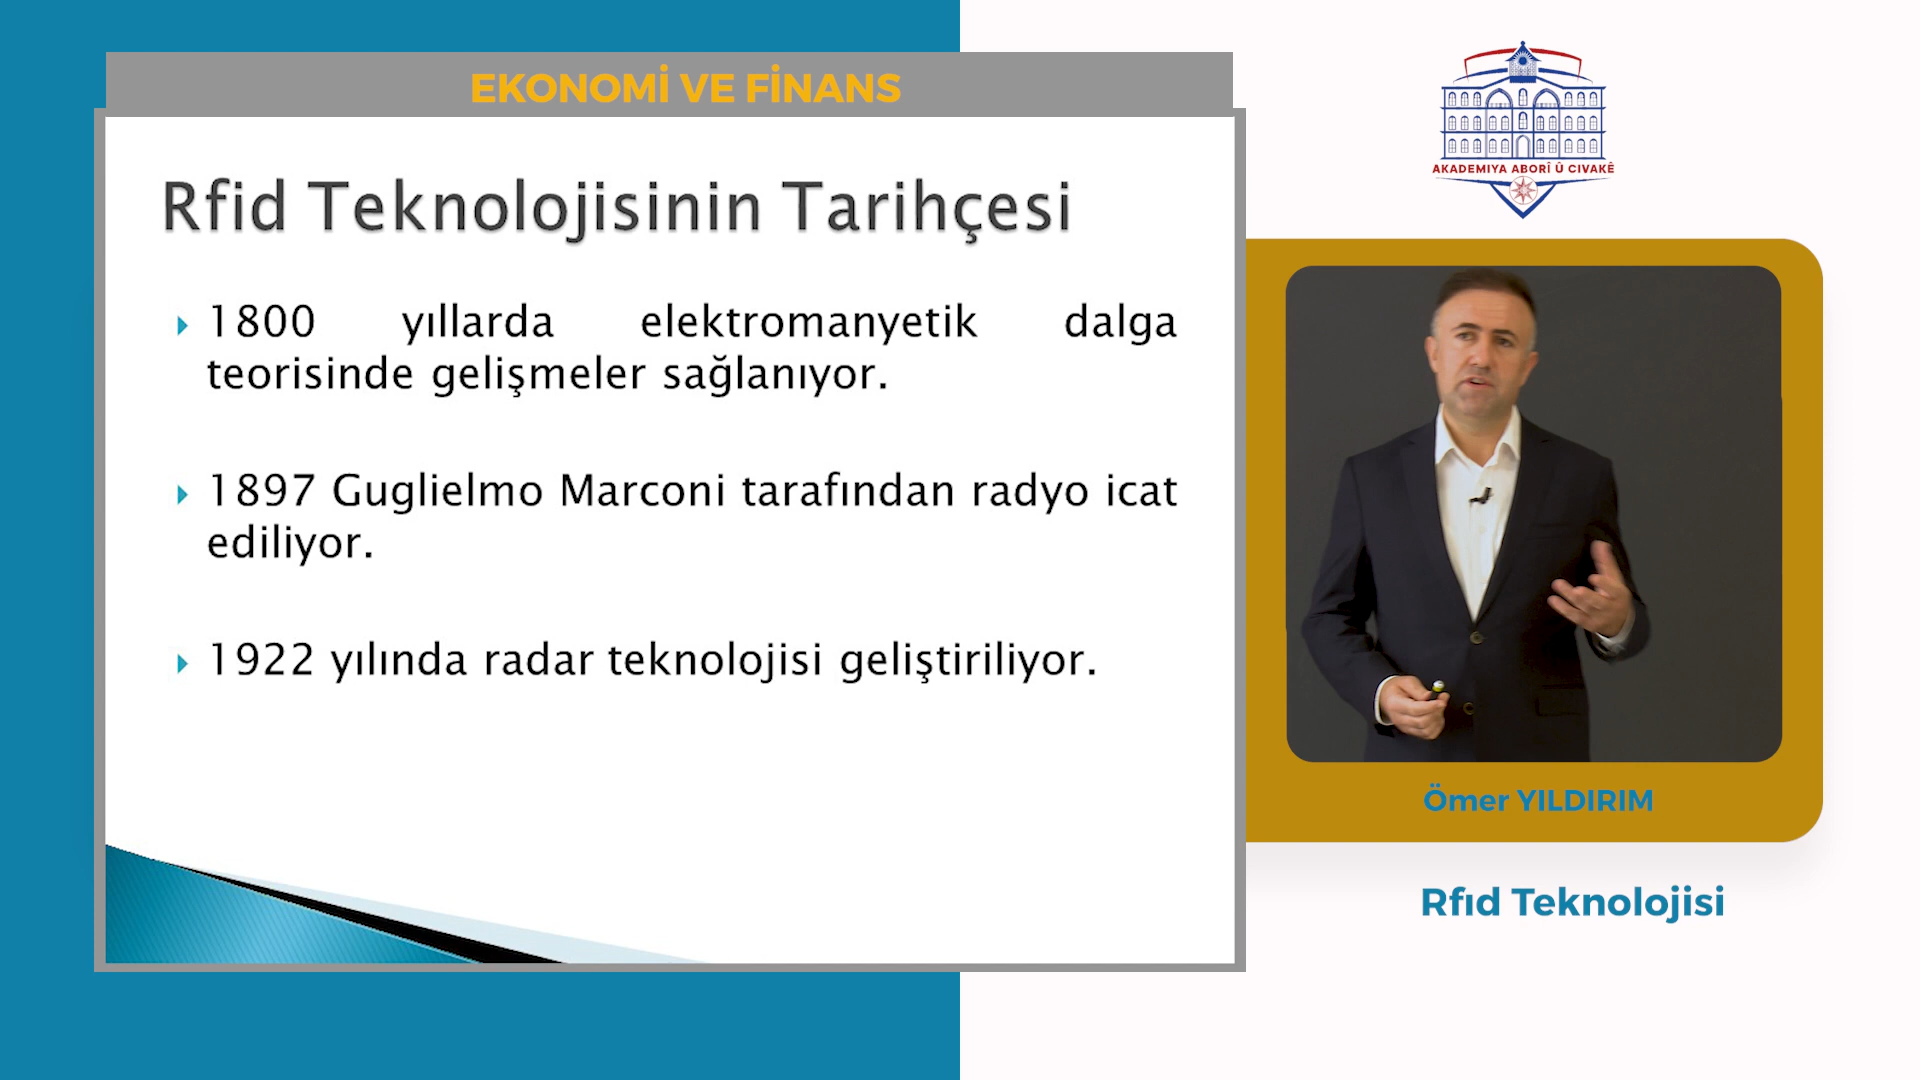 EKONOMİ VE FİNANS
Rfid Teknolojisinin Tarihçesi
1800 yıllarda elektromanyetik dalga
teorisinde gelişmeler sağlanıyor.
1897 Guglielmo Marconi tarafından radyo icat
ediliyor.
1922 yılında radar teknolojisi geliştiriliyor.
AKADEMIYA ABORÎ Û CIVAKÊ
Ömer YILDIRIM
Rfıd Teknolojisi